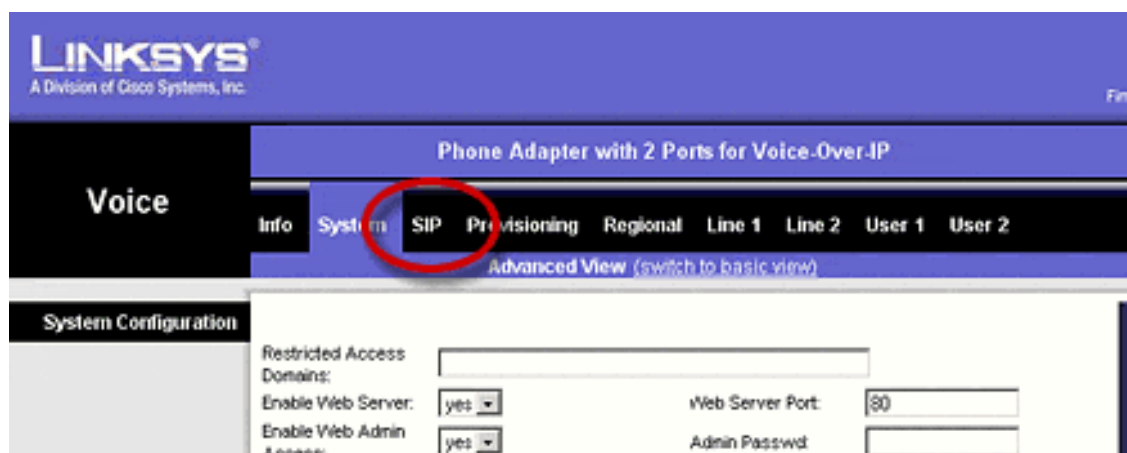 LINKSYS®
A Division of Cisco Systems, Inc.
Phone Adapter with 2 Ports for Voice-Over-IP
Voice
Info System SIP Provisioning Regional Line 1 Line 2 User 1 User 2
Advanced View (switch to basic view)
System Configuration
Restricted Access
Domains:
Enable Web Server: yes Web Server Port: 80
Enable Web Admin
yes Admin Passwd: